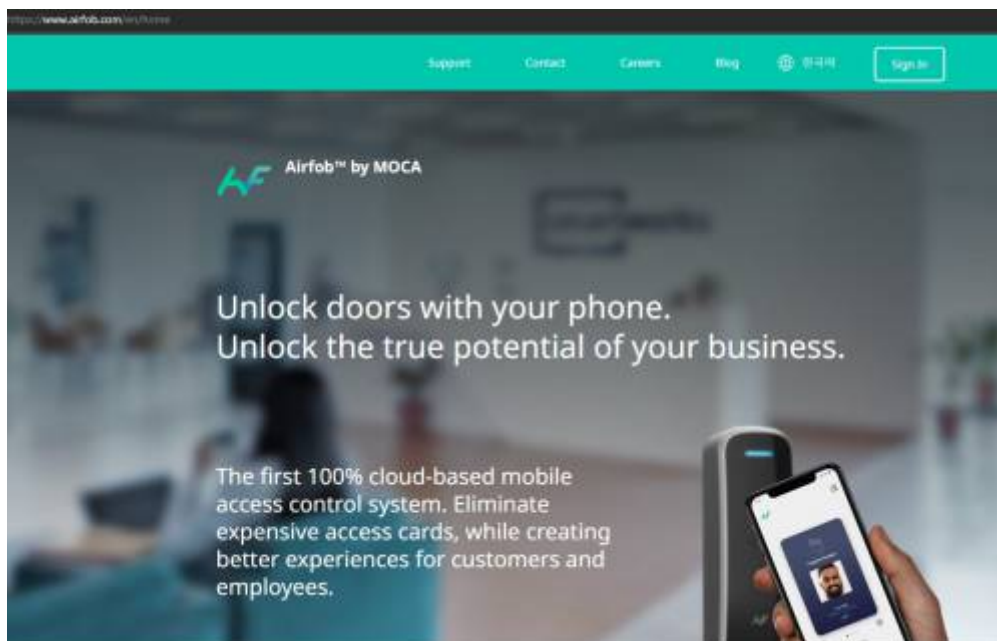 https://www.airfob.com/en/home
Support Contact Careers Blog 한국어 Sign In
Airfob™ by MOCA
Unlock doors with your phone.
Unlock the true potential of your business.
The first 100% cloud-based mobile
access control system. Eliminate
expensive access cards, while creating
better experiences for customers and
employees.